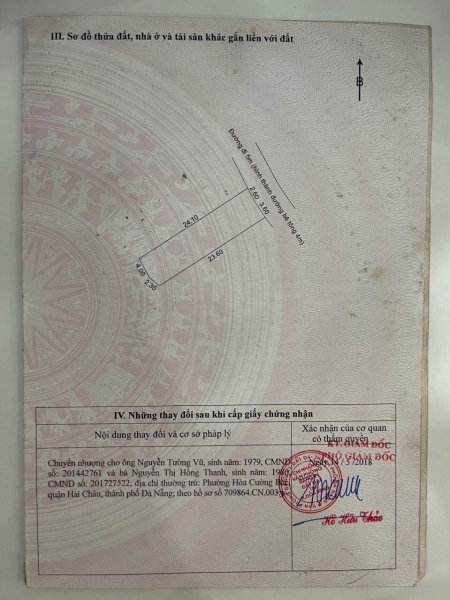 III. Sơ đồ thửa đất, nhà ở và tài sản khác gắn liền với đất
B
Đường đi 5m (hình thành đường bê tông 4m)
24.10
2.60
3.60
23.60
4.00
2.30
IV. Những thay đổi sau khi cấp giấy chứng nhận
Nội dung thay đổi và cơ sở pháp lý
Xác nhận của cơ quan
có thẩm quyền
KT. GIÁM ĐỐC
PHÓ GIÁM ĐỐC
Chuyển nhượng cho ông Nguyễn Tường Vũ, sinh năm: 1979, CMND
số: 201442761 và bà Nguyễn Thị Hồng Thanh, sinh năm:
CMND số: 201727522, địa chỉ thường trú: Phường Hòa Cường
quận Hải Châu, thành phố Đà Nẵng; theo hồ sơ số 709864.CN.003
/ 5 /2018
Hồ Hữu Thảo